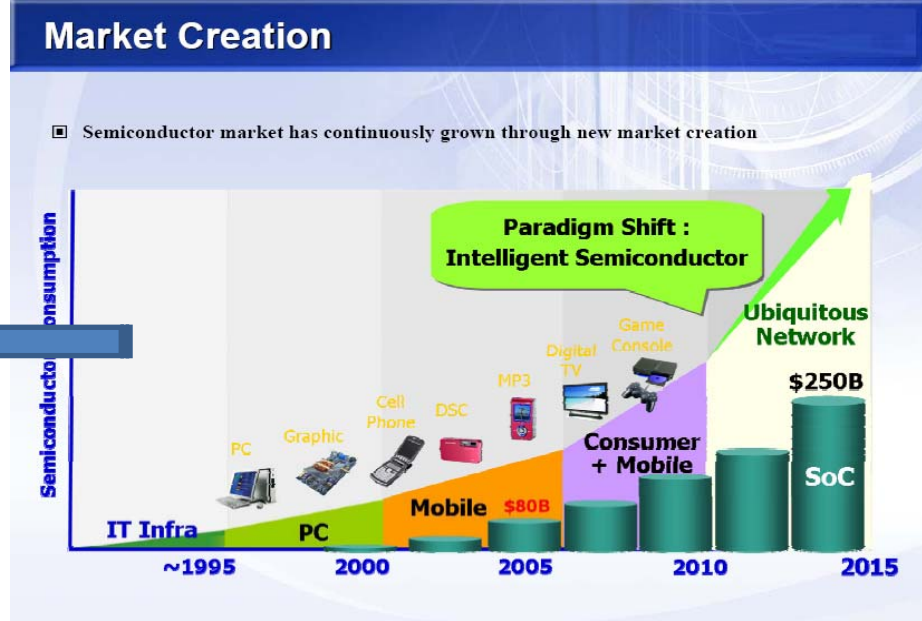 Market Creation
Semiconductor market has continuously grown through new market creation
Paradigm Shift :
Intelligent Semiconductor
Ubiquitous
Network
$250B
SoC
Game
Console
Digital
TV
MP3
DSC
Cell
Phone
Graphic
PC
Consumer
+ Mobile
Mobile
$80B
PC
IT Infra
~1995
2000
2005
2010
2015